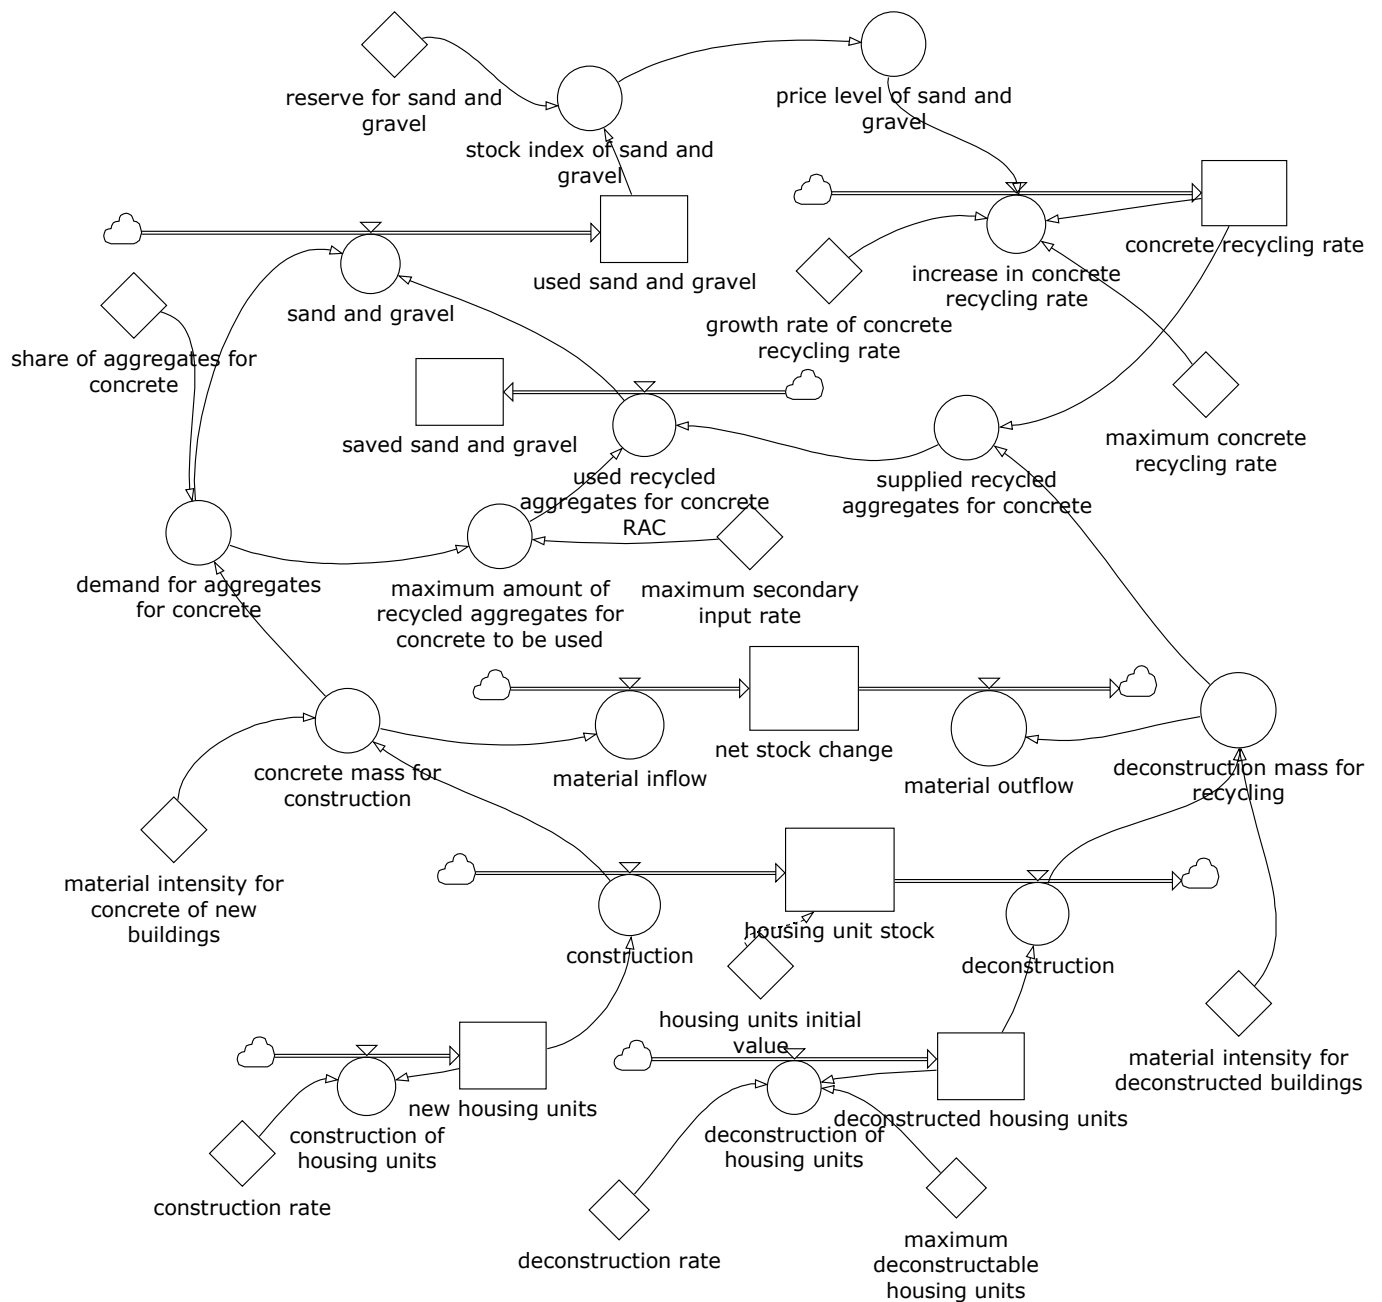 reserve for sand and
gravel
price level of sand and
gravel
stock index of sand and
gravel
concrete recycling rate
used sand and gravel
increase in concrete
recycling rate
sand and gravel
growth rate of concrete
recycling rate
share of aggregates for
concrete
saved sand and gravel
maximum concrete
recycling rate
used recycled
aggregates for concrete
RAC
supplied recycled
aggregates for concrete
demand for aggregates
for concrete
maximum amount of
recycled aggregates for
concrete to be used
maximum secondary
input rate
net stock change
material inflow
material outflow
deconstruction mass for
recycling
concrete mass for
construction
material intensity for
concrete of new
buildings
construction
housing unit stock
deconstruction
housing units initial
value
material intensity for
deconstructed buildings
new housing units
deconstructed housing units
construction of
housing units
deconstruction of
housing units
construction rate
deconstruction rate
maximum
deconstructable
housing units